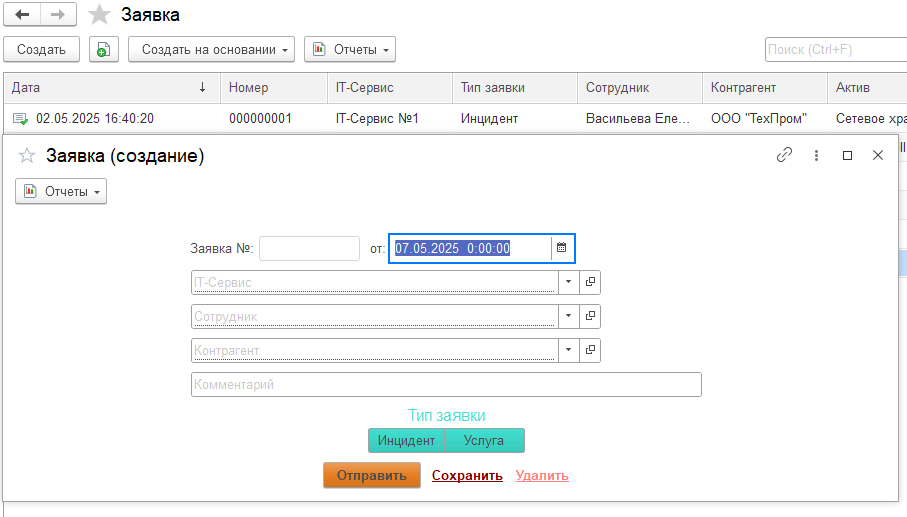 Заявка
Создать Создать на основании Отчеты Поиск (Ctrl+F)
Дата ↓ Номер IT-Сервис Тип заявки Сотрудник Контрагент Актив
02.05.2025 16:40:20 000000001 IT-Сервис №1 Инцидент Васильева Еле... ООО "ТехПром" Сетевое хра
Заявка (создание)
Отчеты
Заявка №: от: 07.05.2025 0:00:00
IT-Сервис
Сотрудник
Контрагент
Комментарий
Тип заявки
Инцидент Услуга
Отправить Сохранить Удалить